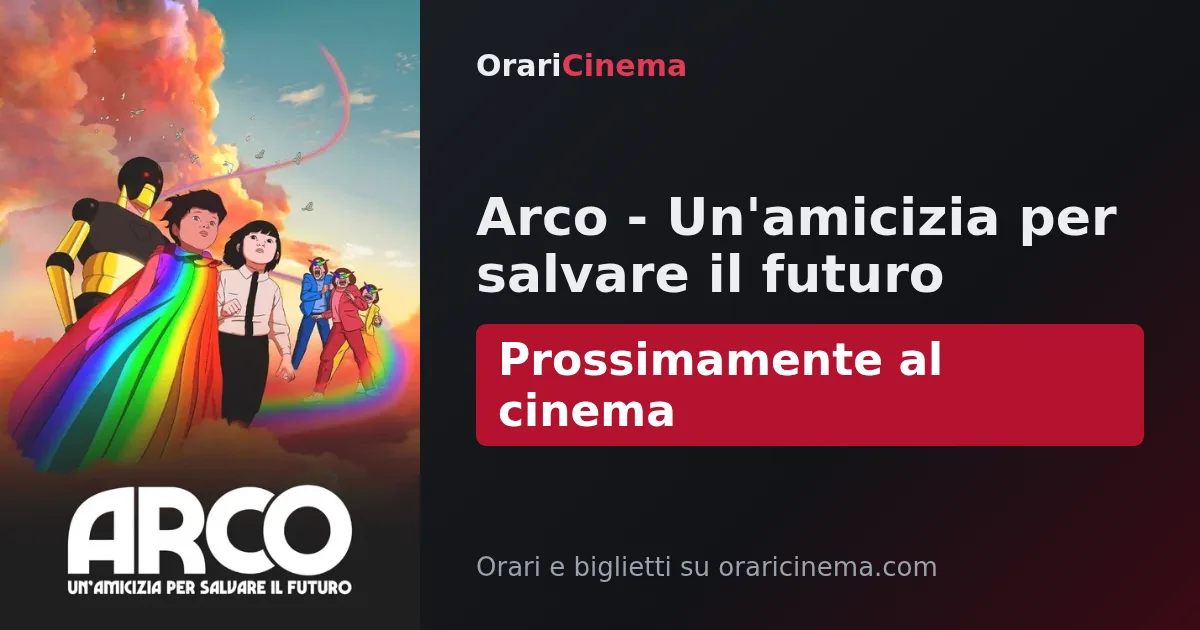 ARCO
UN'AMICIZIA PER SALVARE IL FUTURO
OrariCinema
Arco - Un'amicizia per
salvare il futuro
Prossimamente al
cinema
Orari e biglietti su oraricinema.com